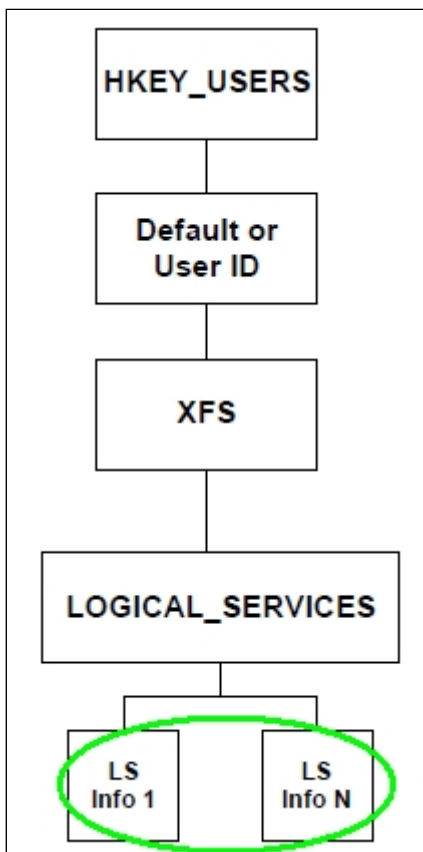 HKEY_USERS
Default or
User ID
XFS
LOGICAL_SERVICES
LS
Info 1
LS
Info N